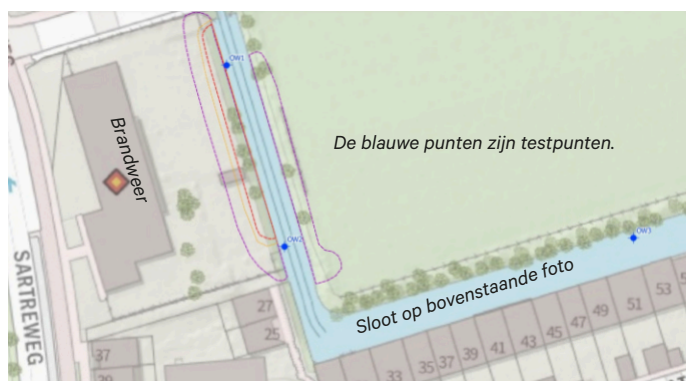 OW1
De blauwe punten zijn testpunten.
Brandweer
OW2
OW3
Sloot op bovenstaande foto
SARTREWEG
27
25
37
33
35
37
39
41
43
45
47
49
51
53